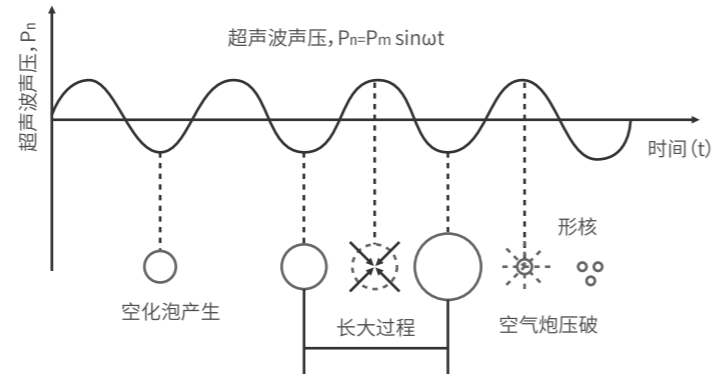 超声波声压, Pn=Pm sinωt
超声波声压, Pn
时间 (t)
形核
空化泡产生
长大过程
空气炮压破